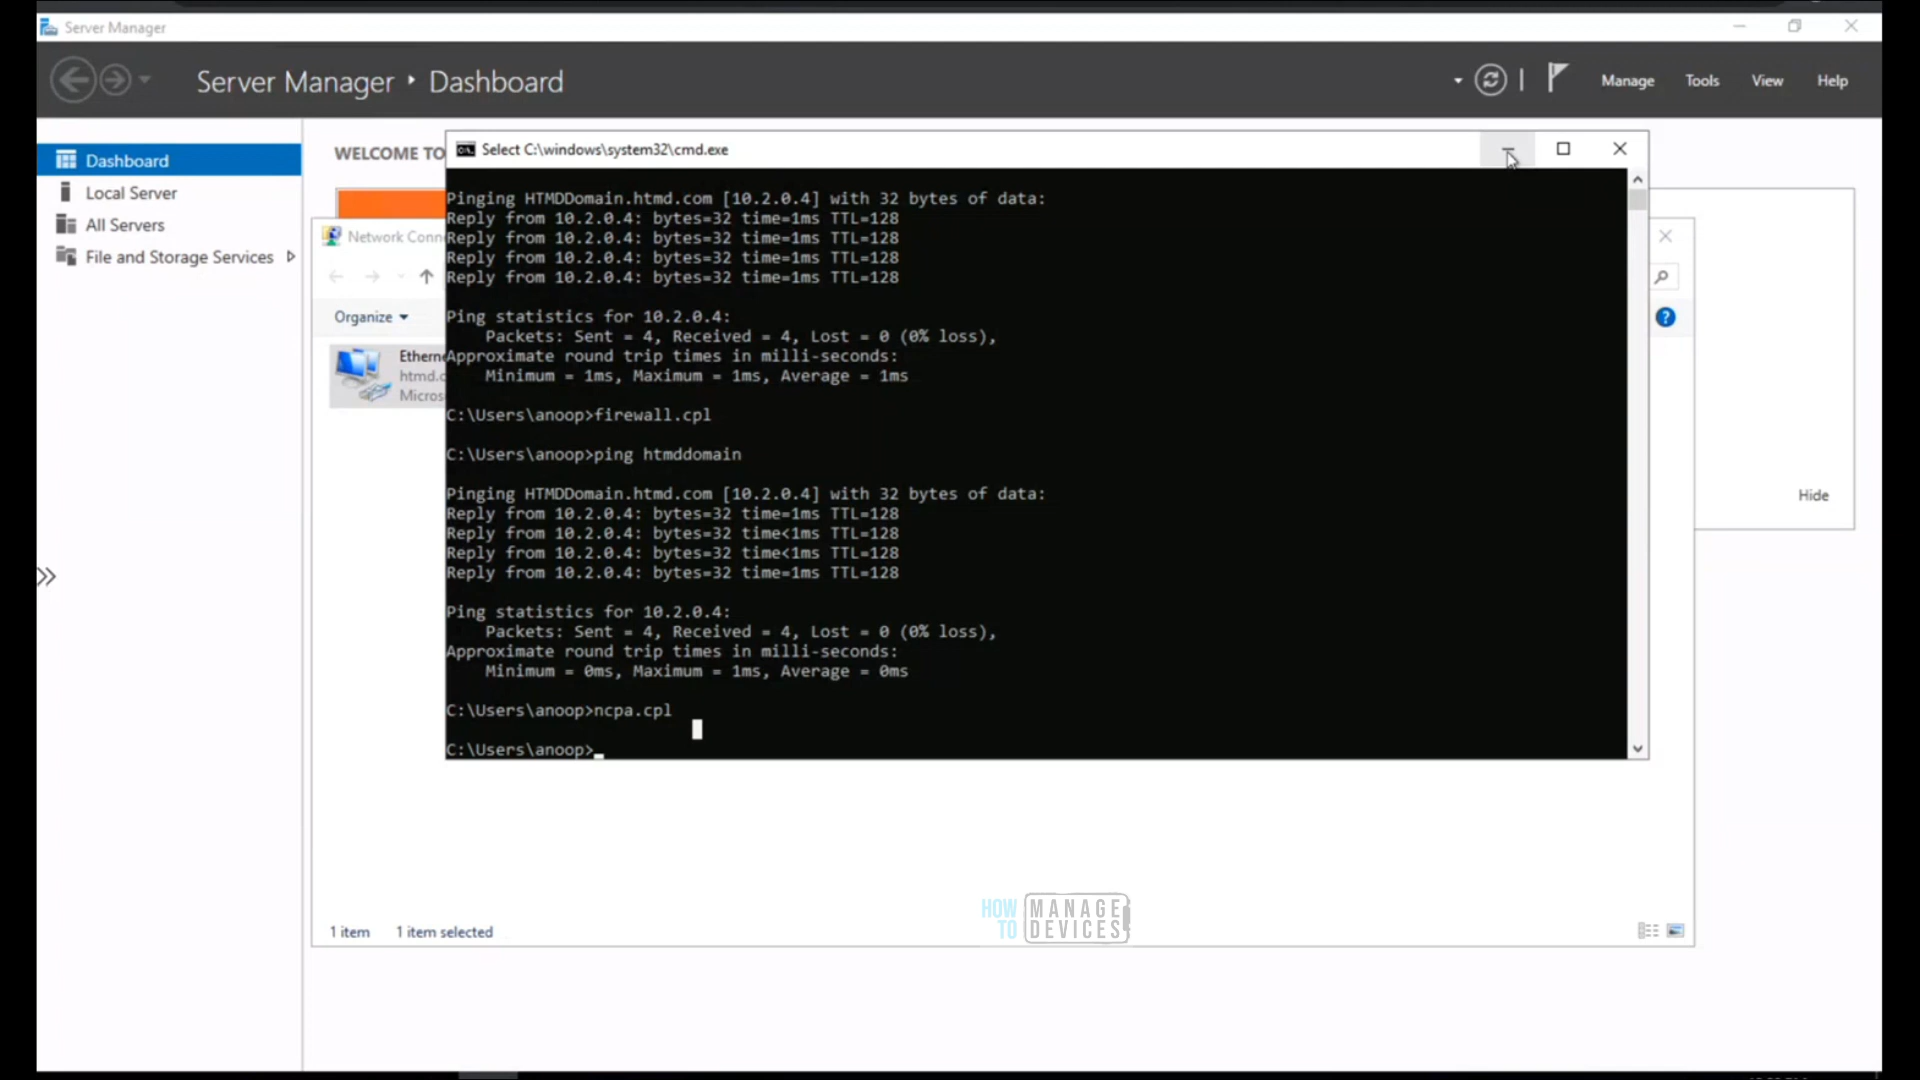 Server Manager
Server Manager ‣ Dashboard
Manage Tools View Help
Dashboard
Local Server
All Servers
File and Storage Services
WELCOME TO
Network Conne
Organize
Etherne
htmd.c
Micros
Select C:\windows\system32\cmd.exe
Pinging HTMDDomain.htmd.com [10.2.0.4] with 32 bytes of data:
Reply from 10.2.0.4: bytes=32 time=1ms TTL=128
Reply from 10.2.0.4: bytes=32 time=1ms TTL=128
Reply from 10.2.0.4: bytes=32 time=1ms TTL=128
Reply from 10.2.0.4: bytes=32 time=1ms TTL=128
Ping statistics for 10.2.0.4:
Packets: Sent = 4, Received = 4, Lost = 0 (0% loss),
Approximate round trip times in milli-seconds:
Minimum = 1ms, Maximum = 1ms, Average = 1ms
C:\Users\anoop>firewall.cpl
C:\Users\anoop>ping htmddomain
Pinging HTMDDomain.htmd.com [10.2.0.4] with 32 bytes of data:
Reply from 10.2.0.4: bytes=32 time=1ms TTL=128
Reply from 10.2.0.4: bytes=32 time<1ms TTL=128
Reply from 10.2.0.4: bytes=32 time<1ms TTL=128
Reply from 10.2.0.4: bytes=32 time=1ms TTL=128
Ping statistics for 10.2.0.4:
Packets: Sent = 4, Received = 4, Lost = 0 (0% loss),
Approximate round trip times in milli-seconds:
Minimum = 0ms, Maximum = 1ms, Average = 0ms
C:\Users\anoop>ncpa.cpl
C:\Users\anoop>_
Hide
1 item 1 item selected
HOW TO MANAGE DEVICES